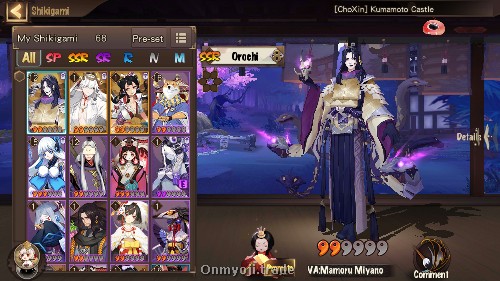 Shikigami
[ChoXin] Kumamoto Castle
My Shikigami 68 Pre-set
All SP SSR SR R N M
SSR Orochi
Details
999999
VA:Mamoru Miyano
Comment
Onmyoji.trade